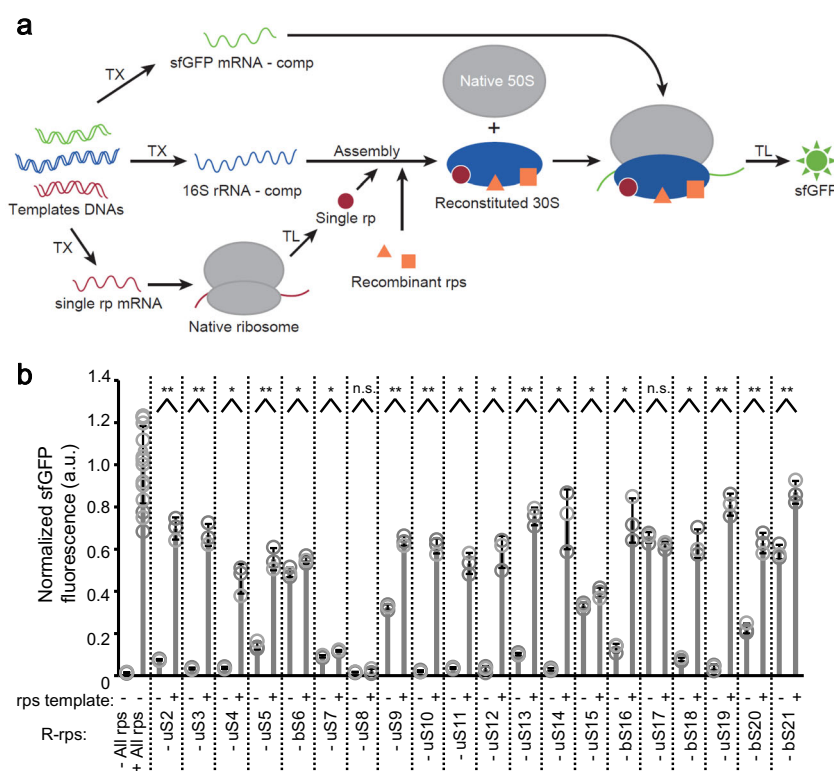 a
sfGFP mRNA - comp
TX
Native 50S
+
TX
Assembly
TL
16S rRNA - comp
Single rp
Reconstituted 30S
sfGFP
Templates DNAs
TX
TL
Recombinant rps
single rp mRNA
Native ribosome
b
Normalized sfGFP
fluorescence (a.u.)
1.4
1.2
1.0
0.8
0.6
0.4
0.2
0
** ** * ** * * n.s. ** ** * * ** * * * n.s. * ** ** **
rps template: - - - + - + - + - + - + - + - + - + - + - + - + - + - + - + - + - + - + - + - + - + - +
R-rps:
- All rps
+ All rps
- uS2
- uS3
- uS4
- uS5
- bS6
- uS7
- uS8
- uS9
- uS10
- uS11
- uS12
- uS13
- uS14
- uS15
- bS16
- uS17
- bS18
- uS19
- bS20
- bS21